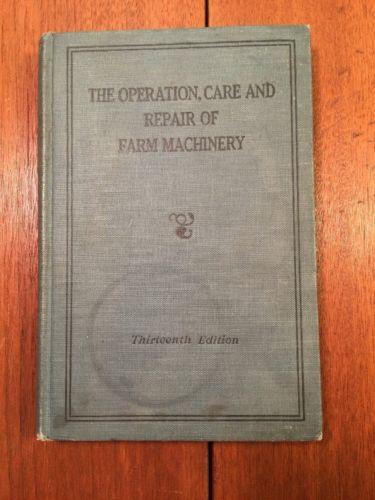 THE OPERATION, CARE AND
REPAIR OF
FARM MACHINERY
Thirteenth Edition